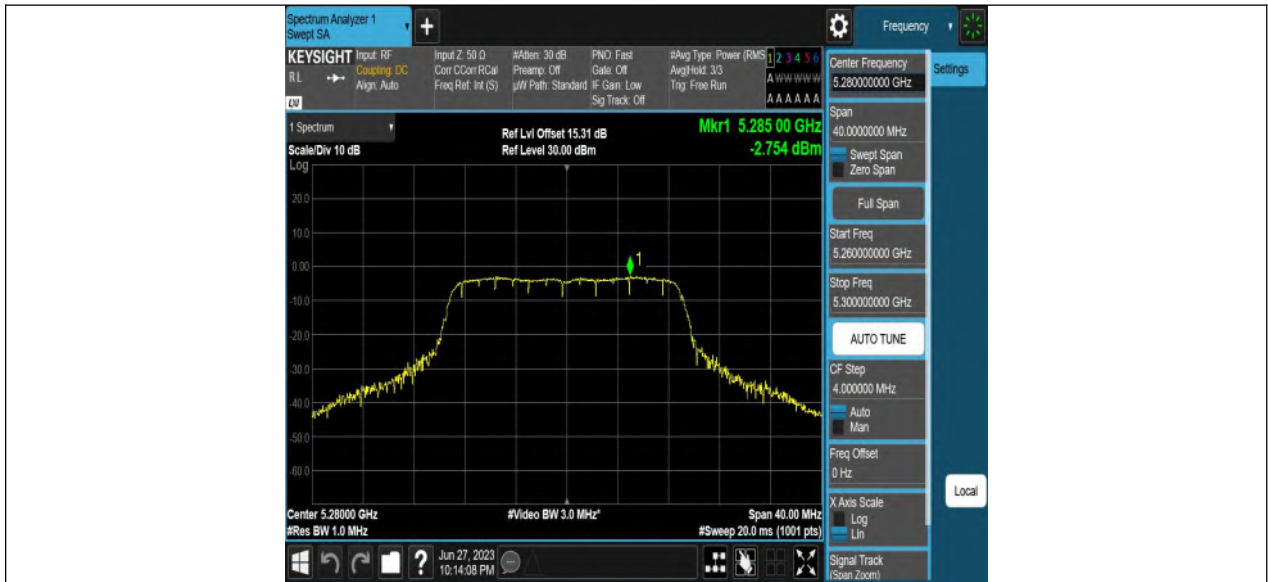 Spectrum Analyzer 1
Swept SA
+
Frequency
KEYSIGHT
RL
LXI
Input: RF
Coupling: DC
Align: Auto
Input Z: 50 Ω
Corr CCorr RCal
Freq Ref: Int (S)
#Atten: 30 dB
Preamp: Off
µW Path: Standard
PNO: Fast
Gate: Off
IF Gain: Low
Sig Track: Off
#Avg Type: Power (RMS
Avg|Hold: 3/3
Trig: Free Run
1 2 3 4 5 6
A W W W W W
A A A A A A
1 Spectrum
Scale/Div 10 dB
Ref Lvl Offset 15.31 dB
Ref Level 30.00 dBm
Mkr1 5.285 00 GHz
-2.754 dBm
Log
20.0
10.0
0.00
-10.0
-20.0
-30.0
-40.0
-50.0
-60.0
1
Center 5.28000 GHz
#Res BW 1.0 MHz
#Video BW 3.0 MHz*
Span 40.00 MHz
#Sweep 20.0 ms (1001 pts)
?
Jun 27, 2023
10:14:08 PM
Center Frequency
5.280000000 GHz
Settings
Span
40.0000000 MHz
Swept Span
Zero Span
Full Span
Start Freq
5.260000000 GHz
Stop Freq
5.300000000 GHz
AUTO TUNE
CF Step
4.000000 MHz
Auto
Man
Freq Offset
0 Hz
X Axis Scale
Log
Lin
Local
Signal Track
(Span Zoom)